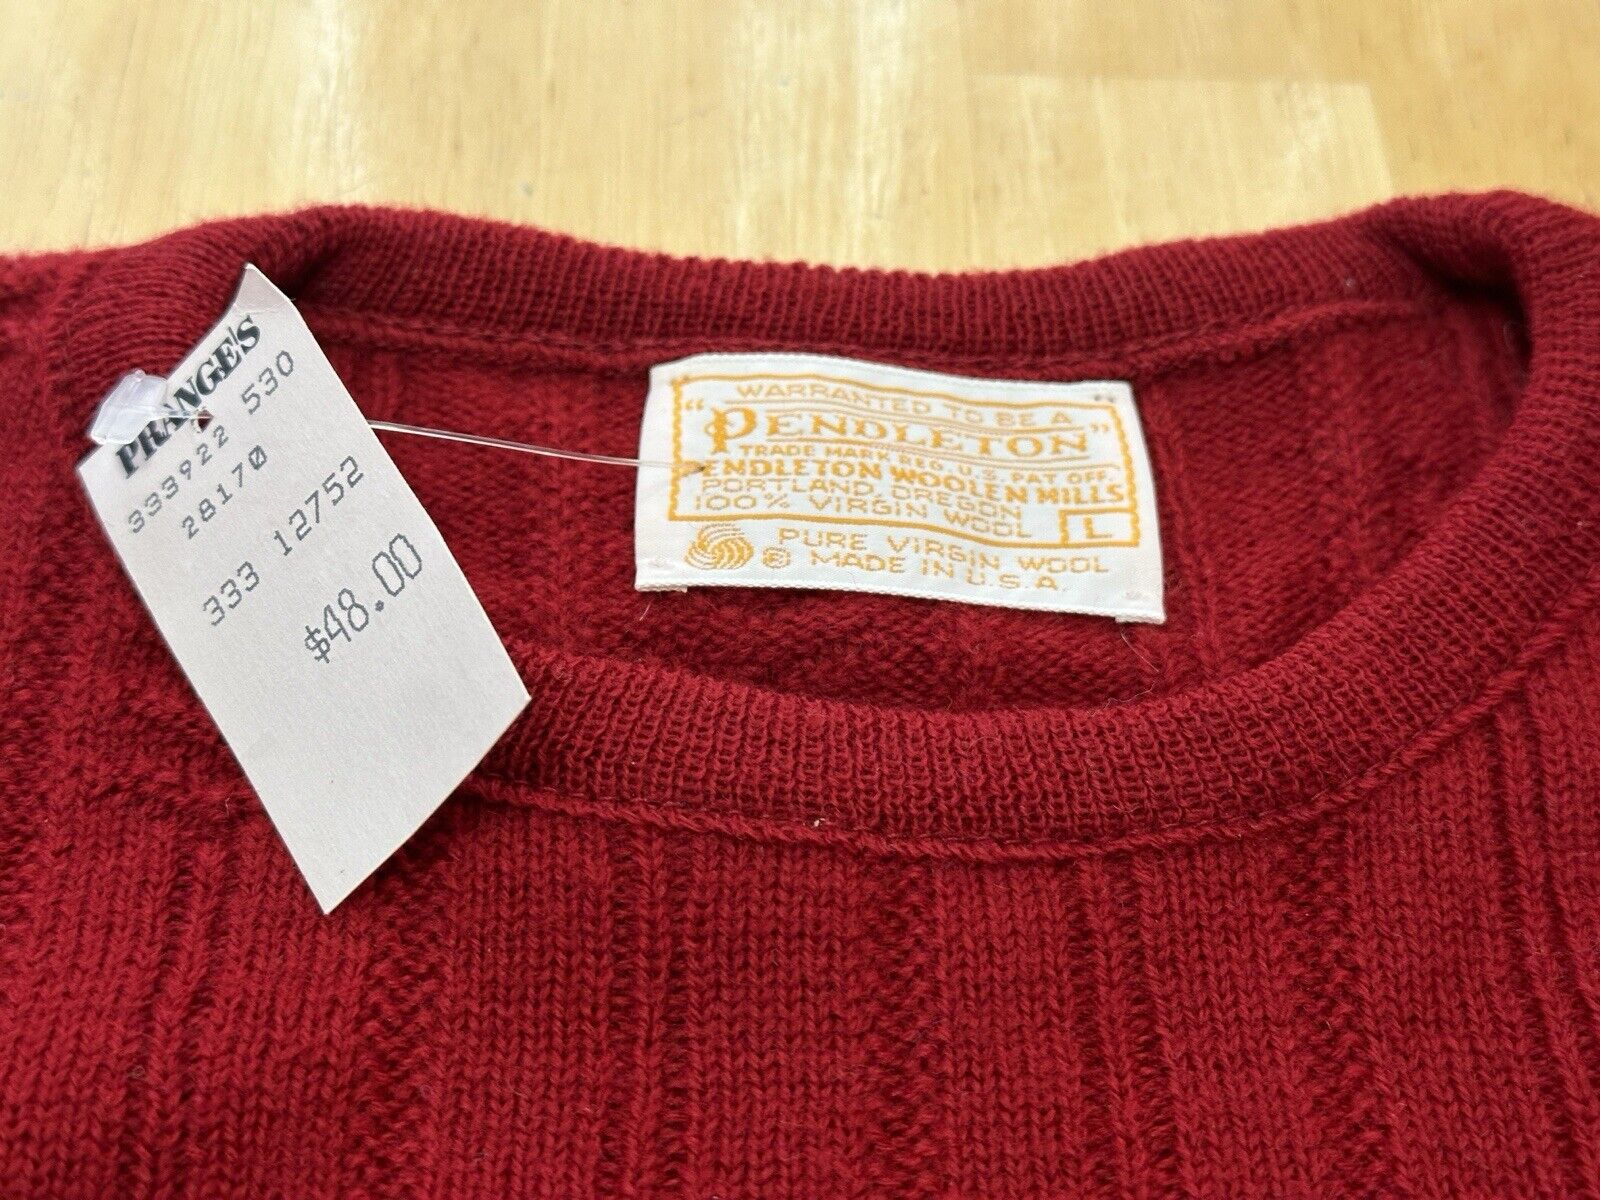 PRANGE'S
333922 530
28170
333 12752
$48.00
WARRANTED TO BE A
"PENDLETON"
TRADE MARK REG. U.S. PAT OFF.
PENDLETON WOOLEN MILLS
PORTLAND, OREGON
100% VIRGIN WOOL L
PURE VIRGIN WOOL
© MADE IN U.S.A.